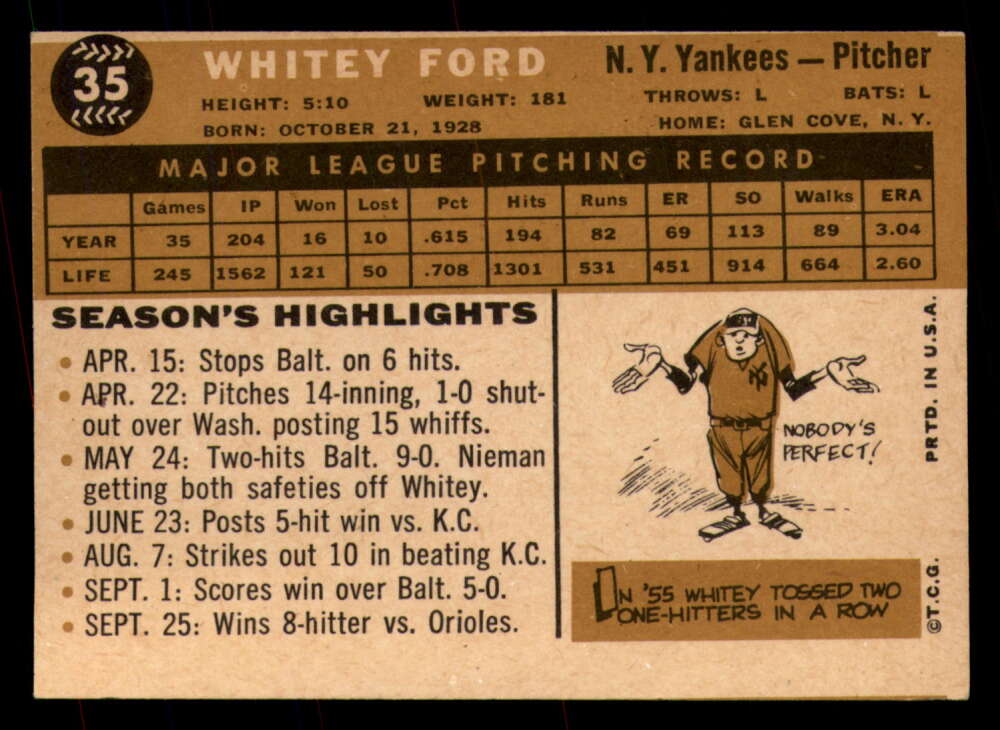 35
WHITEY FORD
N. Y. Yankees — Pitcher
HEIGHT: 5:10 WEIGHT: 181 THROWS: L BATS: L
BORN: OCTOBER 21, 1928 HOME: GLEN COVE, N. Y.
MAJOR LEAGUE PITCHING RECORD
Games IP Won Lost Pct Hits Runs ER SO Walks ERA
YEAR 35 204 16 10 .615 194 82 69 113 89 3.04
LIFE 245 1562 121 50 .708 1301 531 451 914 664 2.60
SEASON'S HIGHLIGHTS
• APR. 15: Stops Balt. on 6 hits.
• APR. 22: Pitches 14-inning, 1-0 shut-
out over Wash. posting 15 whiffs.
• MAY 24: Two-hits Balt. 9-0. Nieman
getting both safeties off Whitey.
• JUNE 23: Posts 5-hit win vs. K.C.
• AUG. 7: Strikes out 10 in beating K.C.
• SEPT. 1: Scores win over Balt. 5-0.
• SEPT. 25: Wins 8-hitter vs. Orioles.
NY
NOBODY'S
PERFECT!
IN '55 WHITEY TOSSED TWO
ONE-HITTERS IN A ROW
PRTD. IN U.S.A.
©T.C.G.